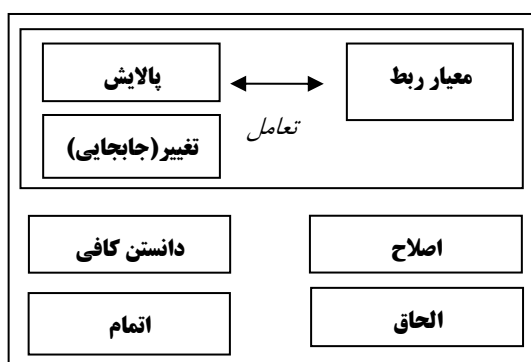 معیار ربط
پالایش
تعامل
تغییر(جابجایی)
اصلاح
دانستن کافی
الحاق
اتمام